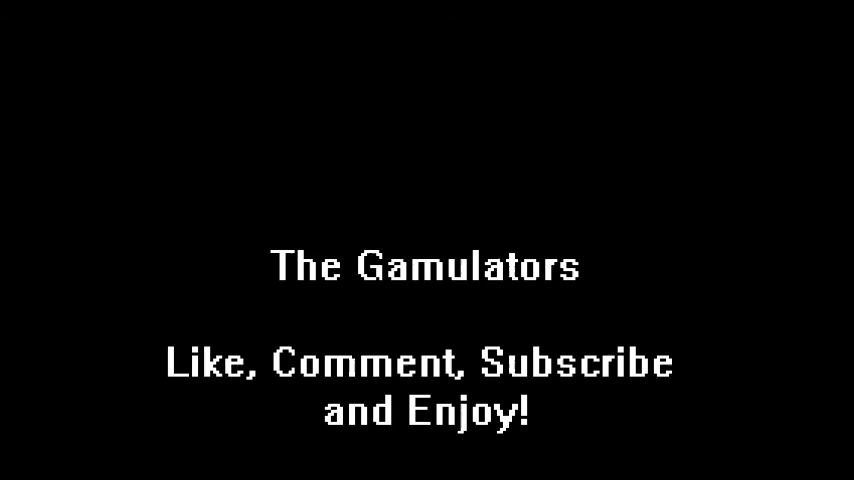 The Gamulators
Like, Comment, Subscribe
and Enjoy!